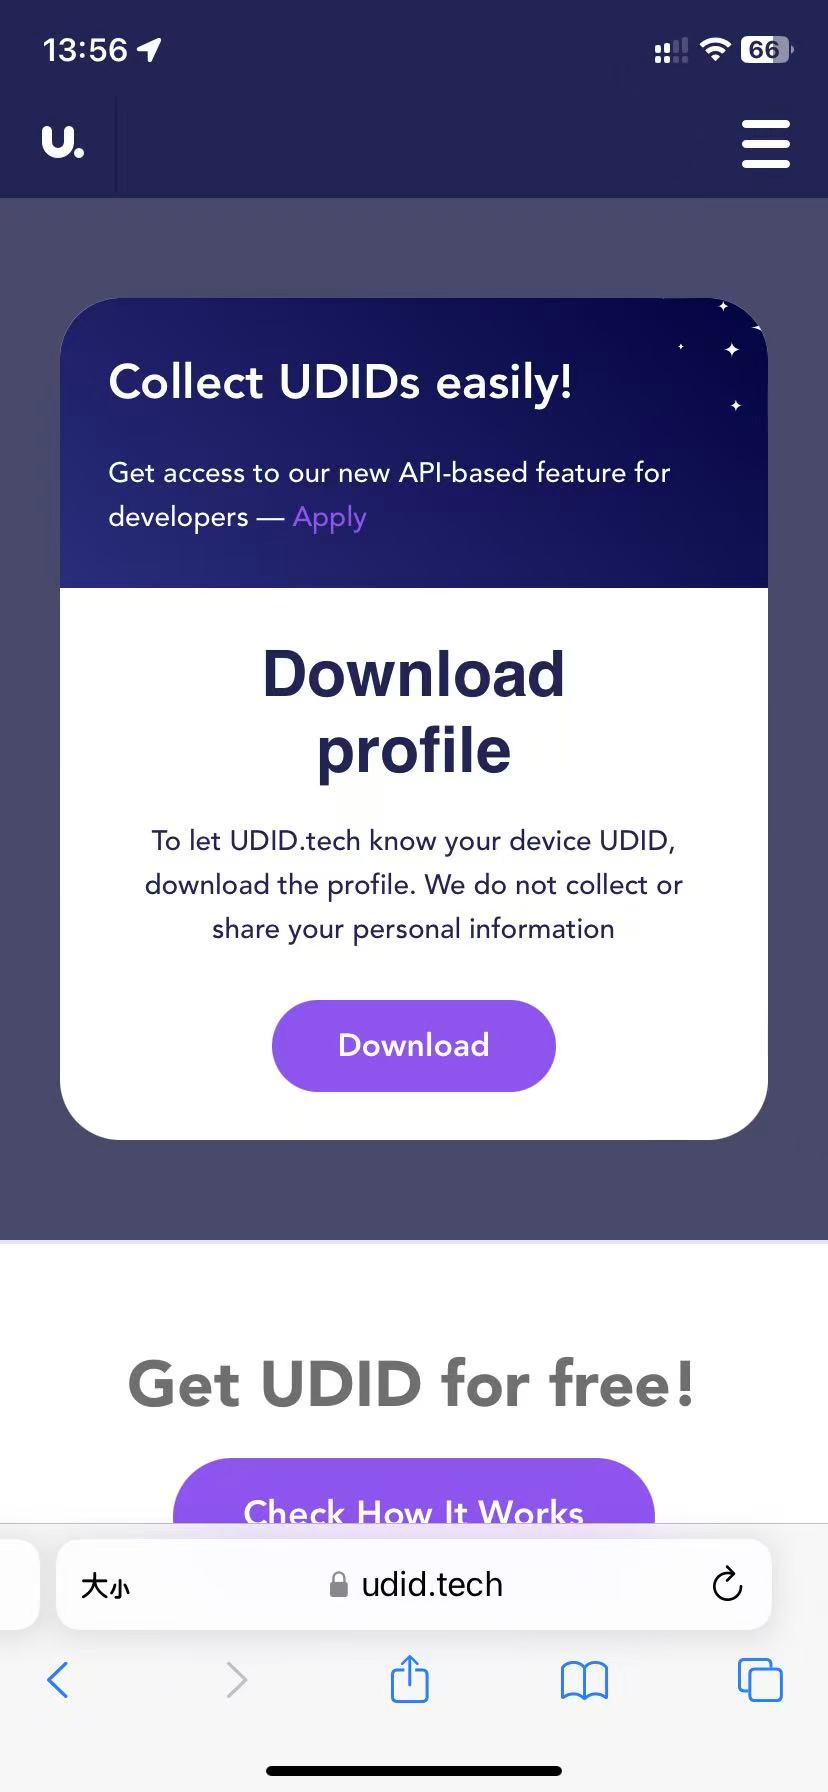 13:56
66
U.
Collect UDIDs easily!
Get access to our new API-based feature for
developers — Apply
Download
profile
To let UDID.tech know your device UDID,
download the profile. We do not collect or
share your personal information
Download
Get UDID for free!
Check How It Works
大小
udid.tech